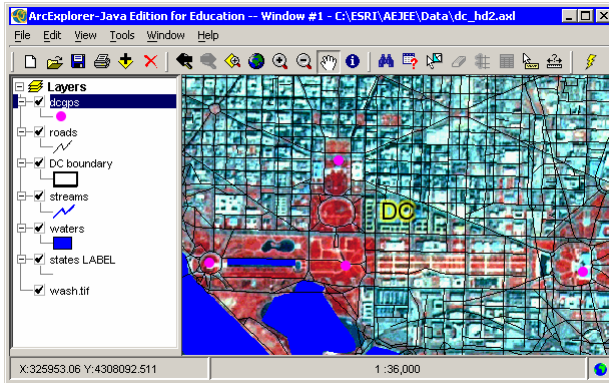 ArcExplorer-Java Edition for Education -- Window #1 - C:\ESRI\AEJEE\Data\dc_hd2.axl
File Edit View Tools Window Help
Layers
dcgps
roads
DC boundary
streams
waters
states LABEL
wash.tif
DC
X:325953.06 Y:4308092.511
1 :36,000